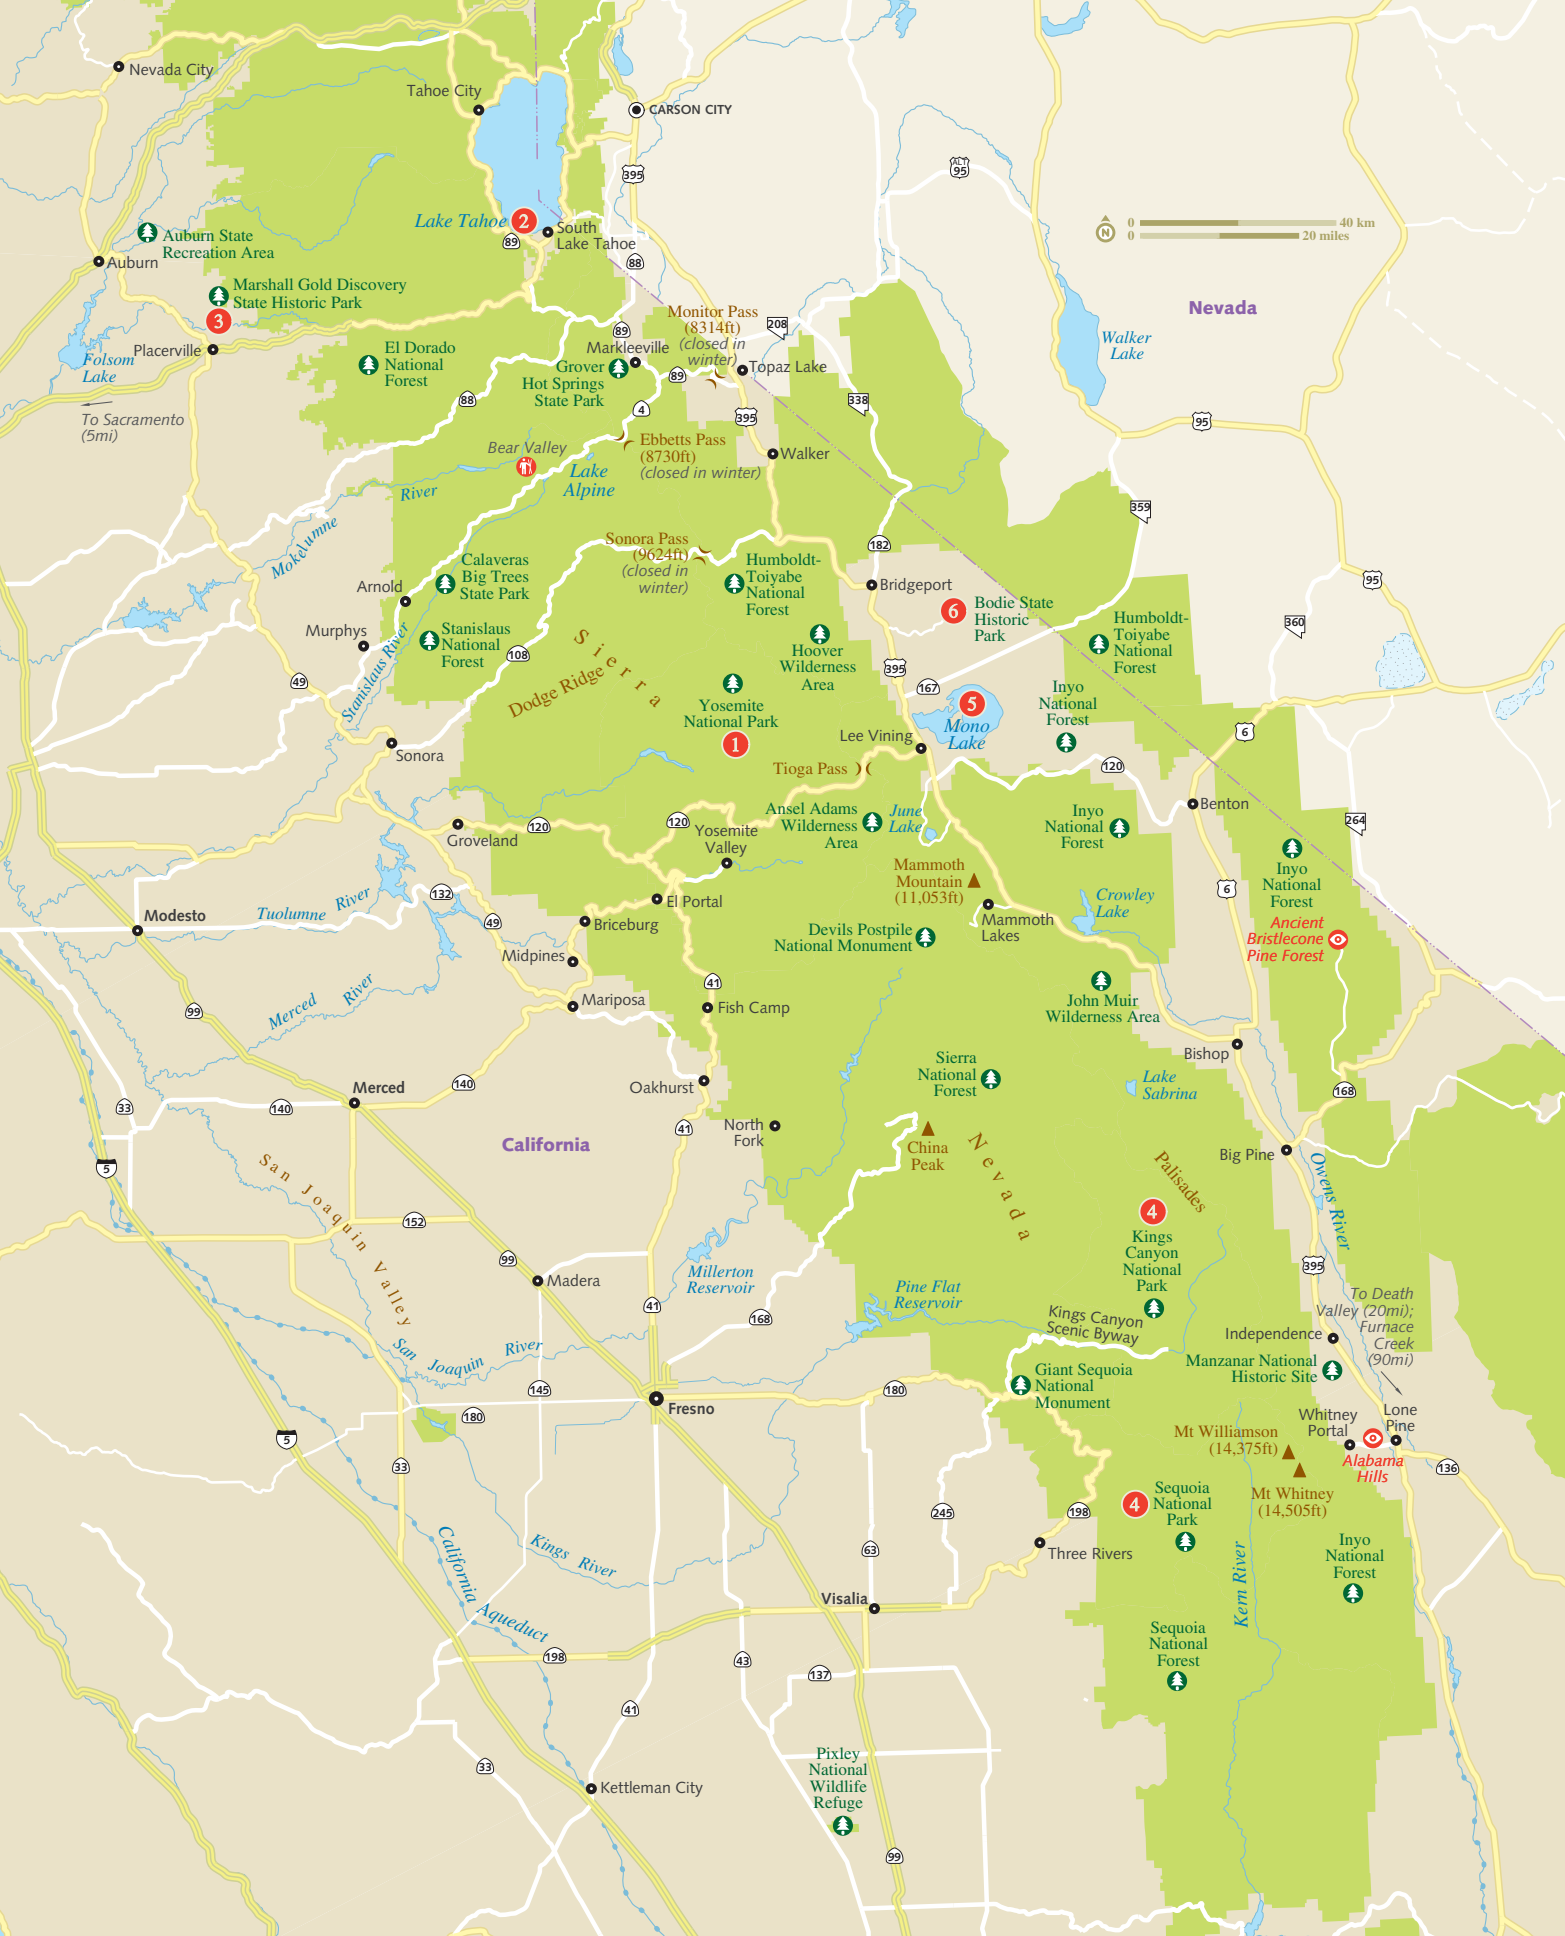 Nevada City
Tahoe City
CARSON CITY
395
ALT
95
Lake Tahoe
2
South
Lake Tahoe
89
88
0
40 km
0
20 miles
N
Auburn State
Recreation Area
Auburn
Marshall Gold Discovery
State Historic Park
3
Placerville
Folsom
Lake
To Sacramento
(5mi)
El Dorado
National
Forest
Nevada
Monitor Pass
(8314ft)
(closed in
winter)
208
89
Markleeville
Grover
Hot Springs
State Park
89
Topaz Lake
Walker
Lake
88
4
395
338
95
Bear Valley
Ebbetts Pass
(8730ft)
(closed in winter)
Walker
Lake
Alpine
River
Mokelumne
359
Sonora Pass
(9624ft)
(closed in
winter)
182
Calaveras
Big Trees
State Park
Humboldt-
Toiyabe
National
Forest
Bridgeport
95
Arnold
6
Bodie State
Historic
Park
Humboldt-
Toiyabe
National
Forest
360
Murphys
Stanislaus
National
Forest
Stanislaus River
108
Sierra
Dodge Ridge
Hoover
Wilderness
Area
395
167
49
Yosemite
National Park
1
5
Mono
Lake
Inyo
National
Forest
Lee Vining
6
Sonora
Tioga Pass
120
Benton
Groveland
120
120
Yosemite
Valley
Ansel Adams
Wilderness
Area
June
Lake
Inyo
National
Forest
264
Inyo
National
Forest
6
132
Mammoth
Mountain
(11,053ft)
Crowley
Lake
Modesto
Tuolumne
River
49
El Portal
Briceburg
Mammoth
Lakes
Ancient
Bristlecone
Pine Forest
Devils Postpile
National Monument
Midpines
41
Merced
River
99
Mariposa
Fish Camp
John Muir
Wilderness Area
Bishop
Sierra
National
Forest
Lake
Sabrina
Merced
140
Oakhurst
168
33
140
41
North
Fork
California
China
Peak
Nevada
Big Pine
5
Palisades
Owens River
San Joaquin Valley
152
4
Kings
Canyon
National
Park
99
Madera
Millerton
Reservoir
395
Pine Flat
Reservoir
To Death
Valley (20mi);
Furnace
Creek
(90mi)
41
168
Kings Canyon
Scenic Byway
Independence
San Joaquin River
Manzanar National
Historic Site
145
180
Giant Sequoia
National
Monument
180
Fresno
Whitney
Portal
Lone
Pine
5
Mt Williamson
(14,375ft)
Alabama
Hills
33
136
Mt Whitney
(14,505ft)
4
Sequoia
National
Park
245
198
California Aqueduct
Kings River
63
Three Rivers
Inyo
National
Forest
Kern River
Visalia
Sequoia
National
Forest
198
43
137
41
33
Pixley
National
Wildlife
Refuge
Kettleman City
99